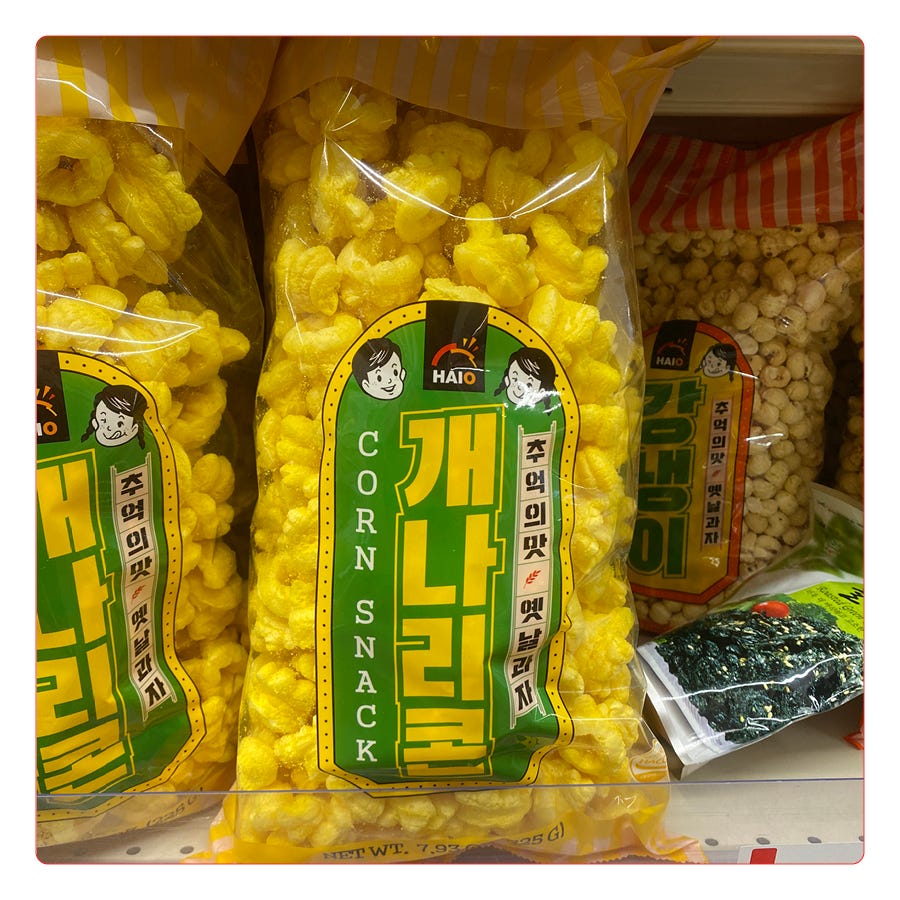 HAIO
CORN SNACK
개나리콘
추억의맛 옛날과자
NET WT. 7.93
개나리콘
추억의맛 옛날과자
HAIO
강냉이
추억의맛 옛날과자